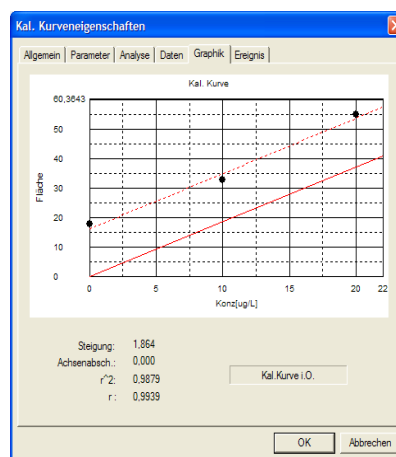 Kal. Kurveneigenschaften
Allgemein Parameter Analyse Daten Graphik Ereignis
Kal. Kurve
60,3643
50
40
30
20
10
0
Fläche
0 5 10 15 20 22
Konz[ug/L]
Steigung: 1,864
Achsenabsch.: 0,000
r^2: 0,9879
r : 0,9939
Kal.Kurve i.O.
OK Abbrechen